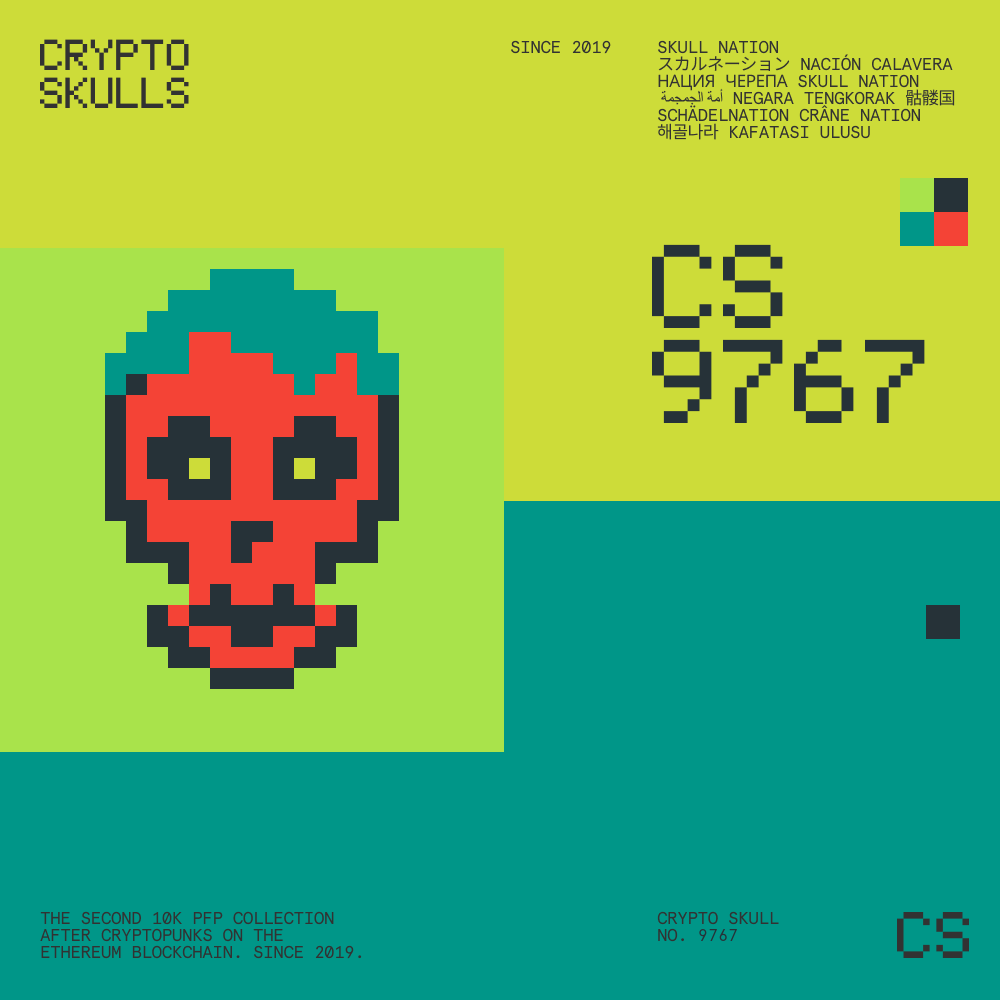 CRYPTO
SKULLS
SINCE 2019
SKULL NATION
スカルネーション NACIÓN CALAVERA
НАЦИЯ ЧЕРЕПА SKULL NATION
أمة الجمجمة NEGARA TENGKORAK 骷髅国
SCHÄDELNATION CRÂNE NATION
해골나라 KAFATASI ULUSU
CS
9767
THE SECOND 10K PFP COLLECTION
AFTER CRYPTOPUNKS ON THE
ETHEREUM BLOCKCHAIN. SINCE 2019.
CRYPTO SKULL
NO. 9767
CS